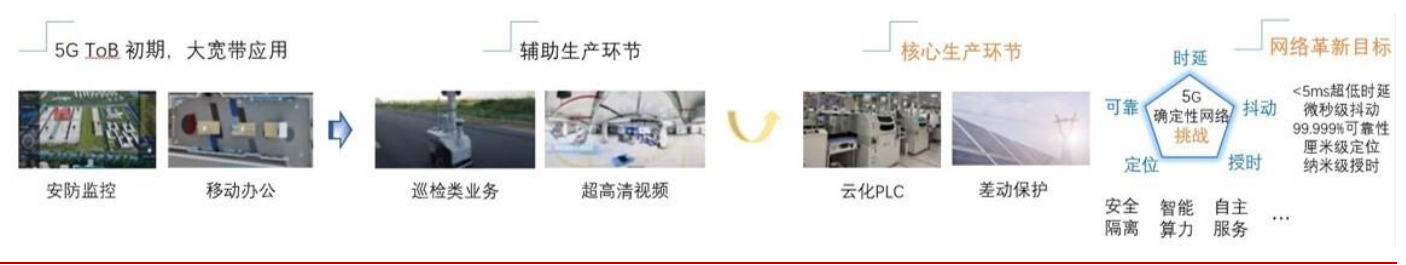 5G ToB 初期，大宽带应用
安防监控
移动办公
辅助生产环节
巡检类业务
超高清视频
核心生产环节
云化PLC
差动保护
网络革新目标
时延
可靠
抖动
定位
授时
5G
确定性网络
挑战
<5ms超低时延
微秒级抖动
99.999%可靠性
厘米级定位
纳米级授时
安全
隔离
智能
算力
自主
服务
...